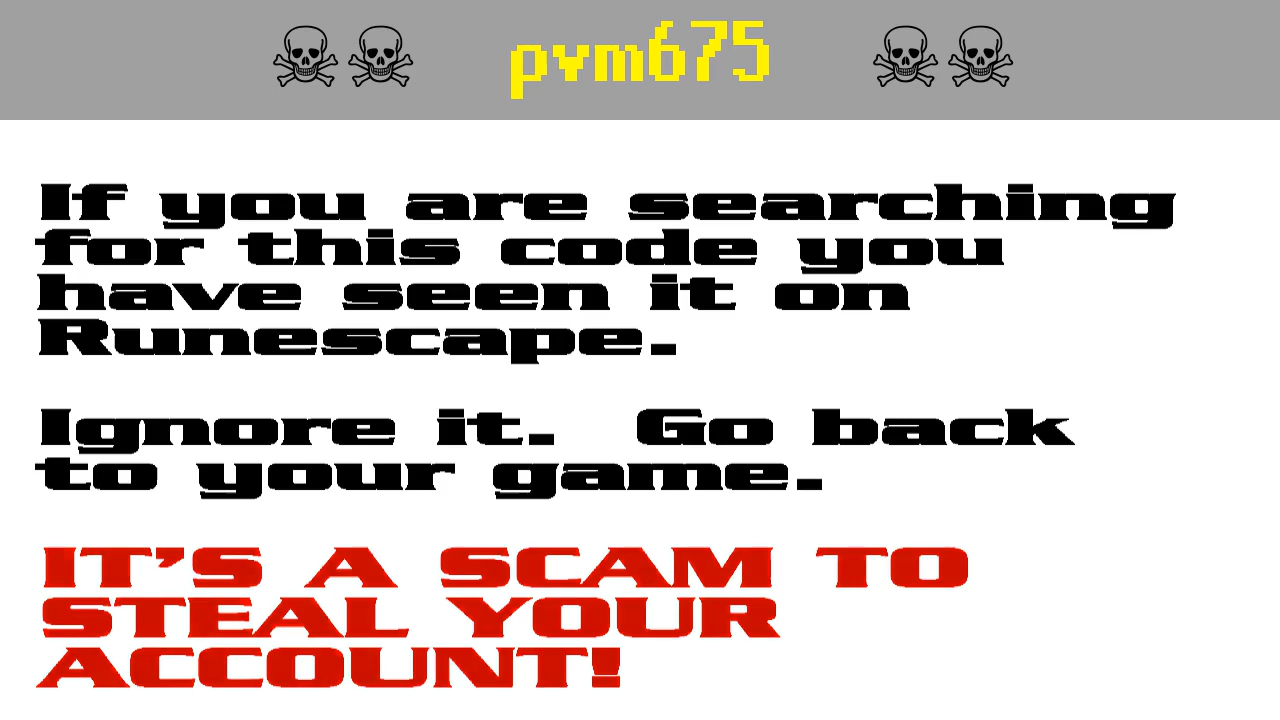 pvm675
If you are searching
for this code you
have seen it on
Runescape.
Ignore it. Go back
to your game.
IT'S A SCAM TO
STEAL YOUR
ACCOUNT!